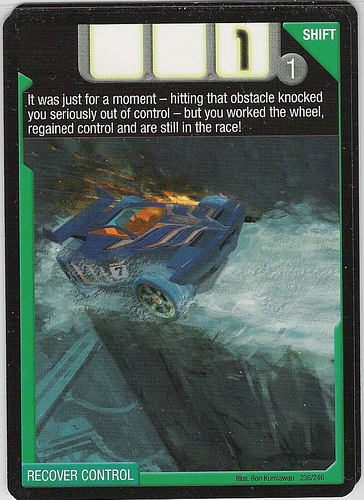 1
SHIFT
1
It was just for a moment – hitting that obstacle knocked
you seriously out of control – but you worked the wheel,
regained control and are still in the race!
7
RECOVER CONTROL
Illus. Ron Kurniawan 236/246